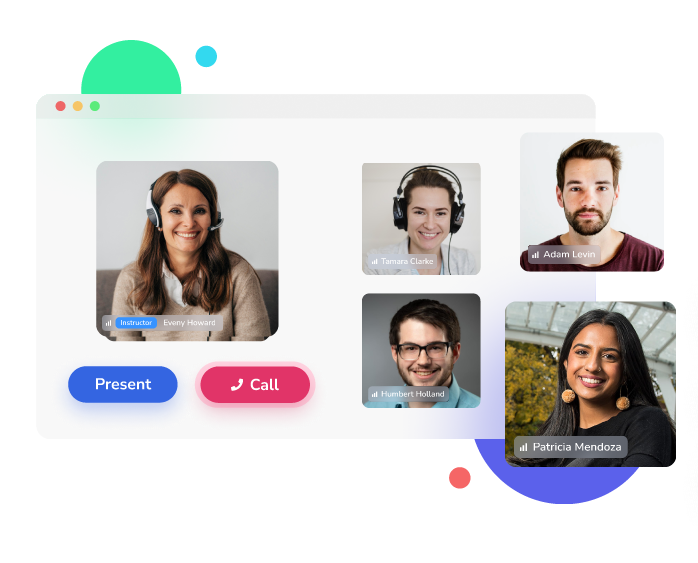 Instructor Eveny Howard
Tamara Clarke
Adam Levin
Humbert Holland
Patricia Mendoza
Present
Call